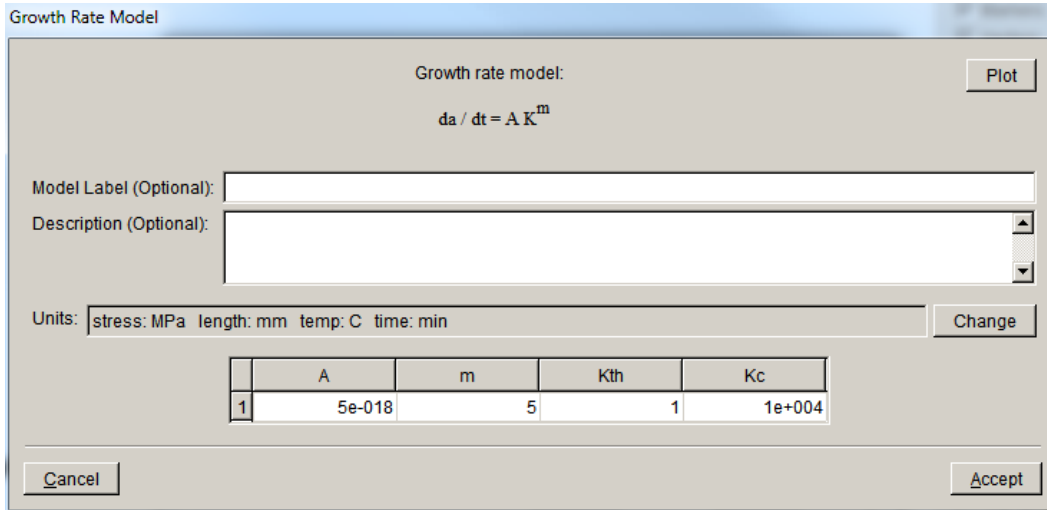 Growth Rate Model
Growth rate model:
Plot
da / dt = A K^m
Model Label (Optional):
Description (Optional):
Units: stress: MPa length: mm temp: C time: min Change
A m Kth Kc
1 5e-018 5 1 1e+004
Cancel Accept